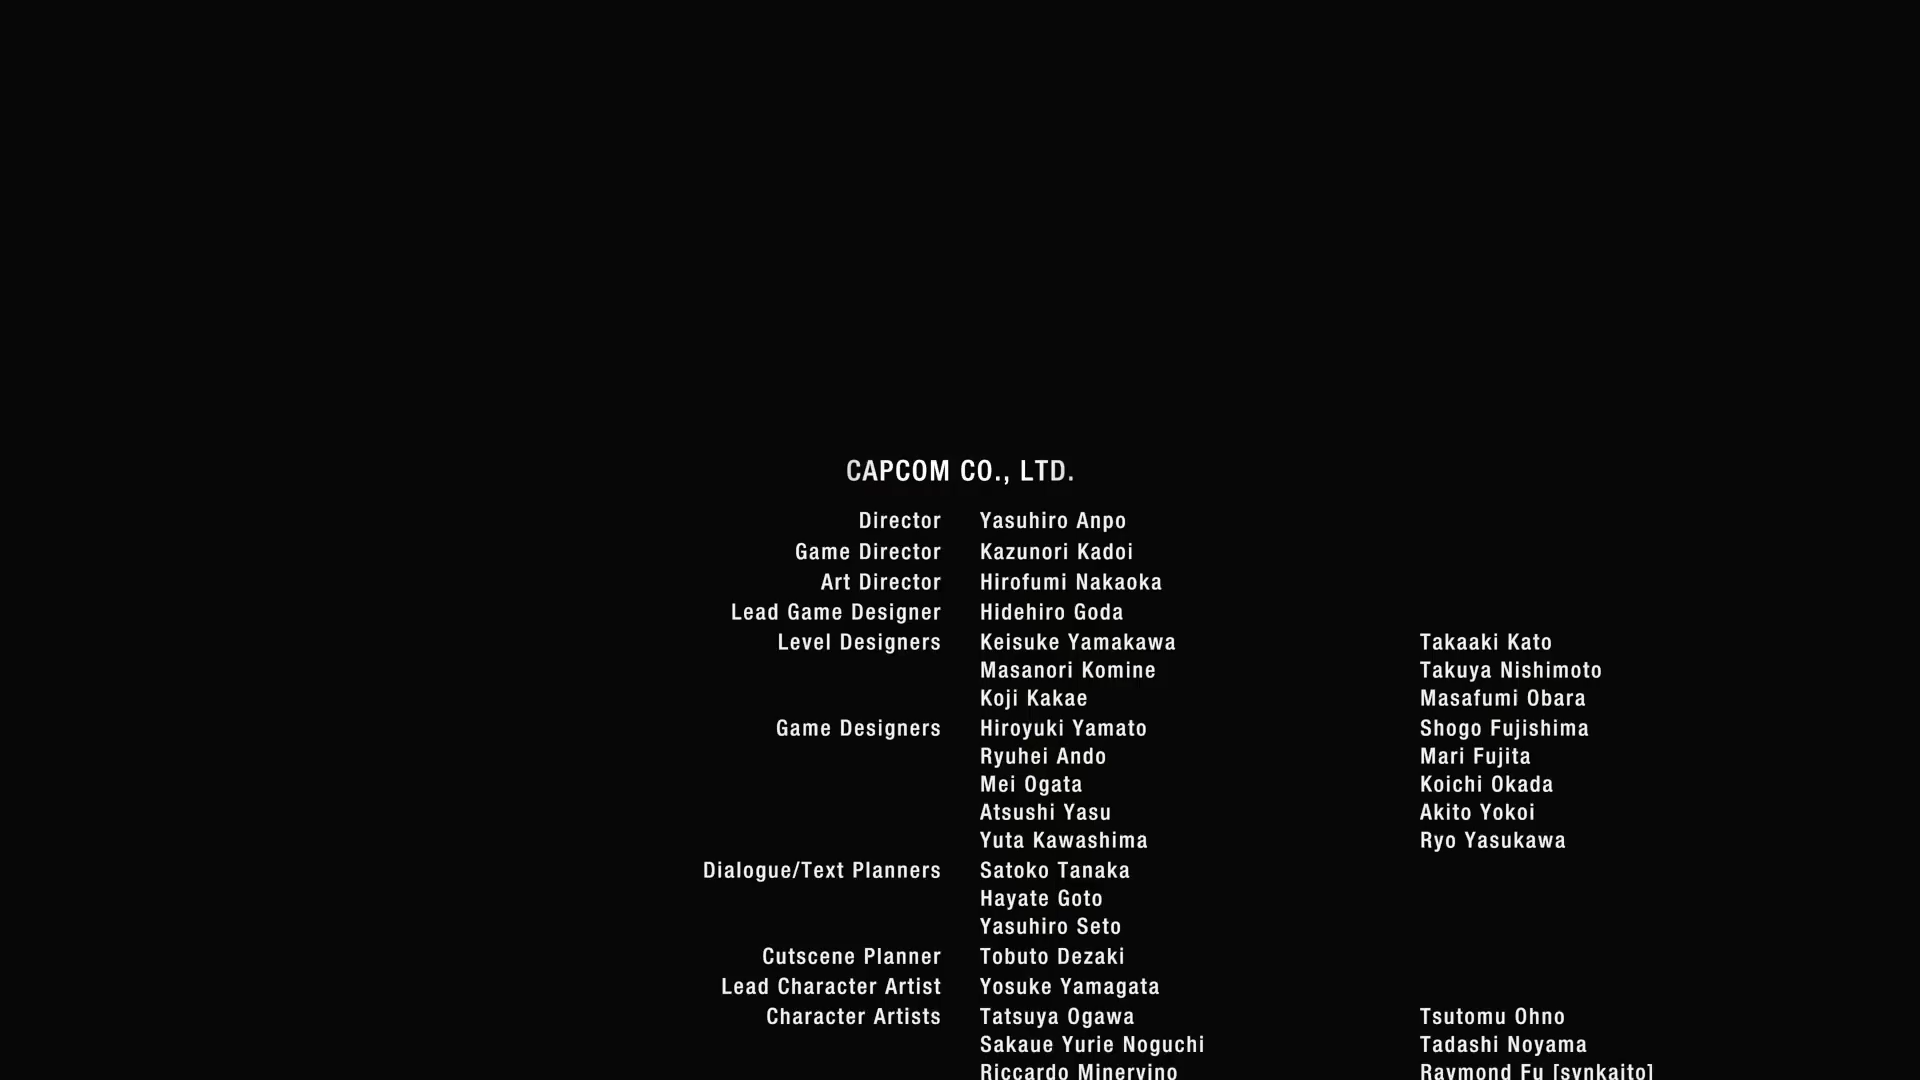 CAPCOM CO., LTD.
Director Yasuhiro Anpo
Game Director Kazunori Kadoi
Art Director Hirofumi Nakaoka
Lead Game Designer Hidehiro Goda
Level Designers Keisuke Yamakawa Takaaki Kato
Masanori Komine Takuya Nishimoto
Koji Kakae Masafumi Obara
Game Designers Hiroyuki Yamato Shogo Fujishima
Ryuhei Ando Mari Fujita
Mei Ogata Koichi Okada
Atsushi Yasu Akito Yokoi
Yuta Kawashima Ryo Yasukawa
Dialogue/Text Planners Satoko Tanaka
Hayate Goto
Yasuhiro Seto
Cutscene Planner Tobuto Dezaki
Lead Character Artist Yosuke Yamagata
Character Artists Tatsuya Ogawa Tsutomu Ohno
Sakaue Yurie Noguchi Tadashi Noyama
Riccardo Minervino Raymond Fu [synkaito]